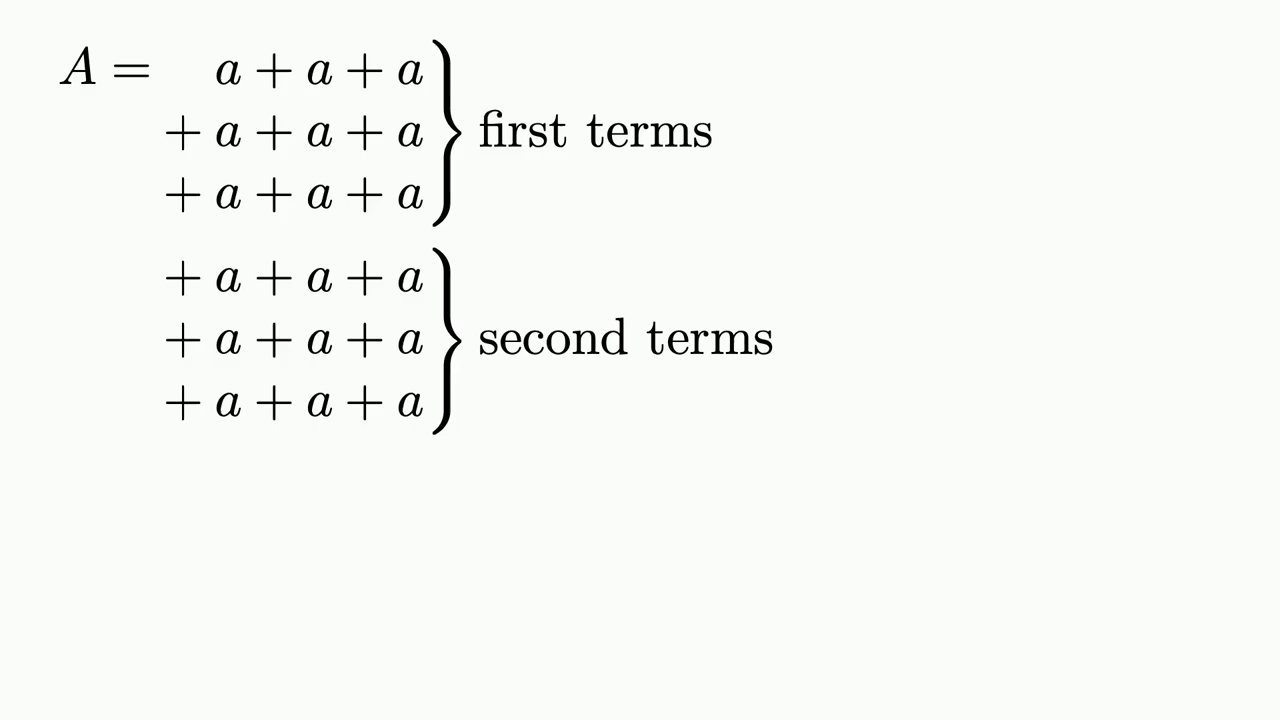 A = a + a + a
+ a + a + a } first terms
+ a + a + a
+ a + a + a
+ a + a + a } second terms
+ a + a + a